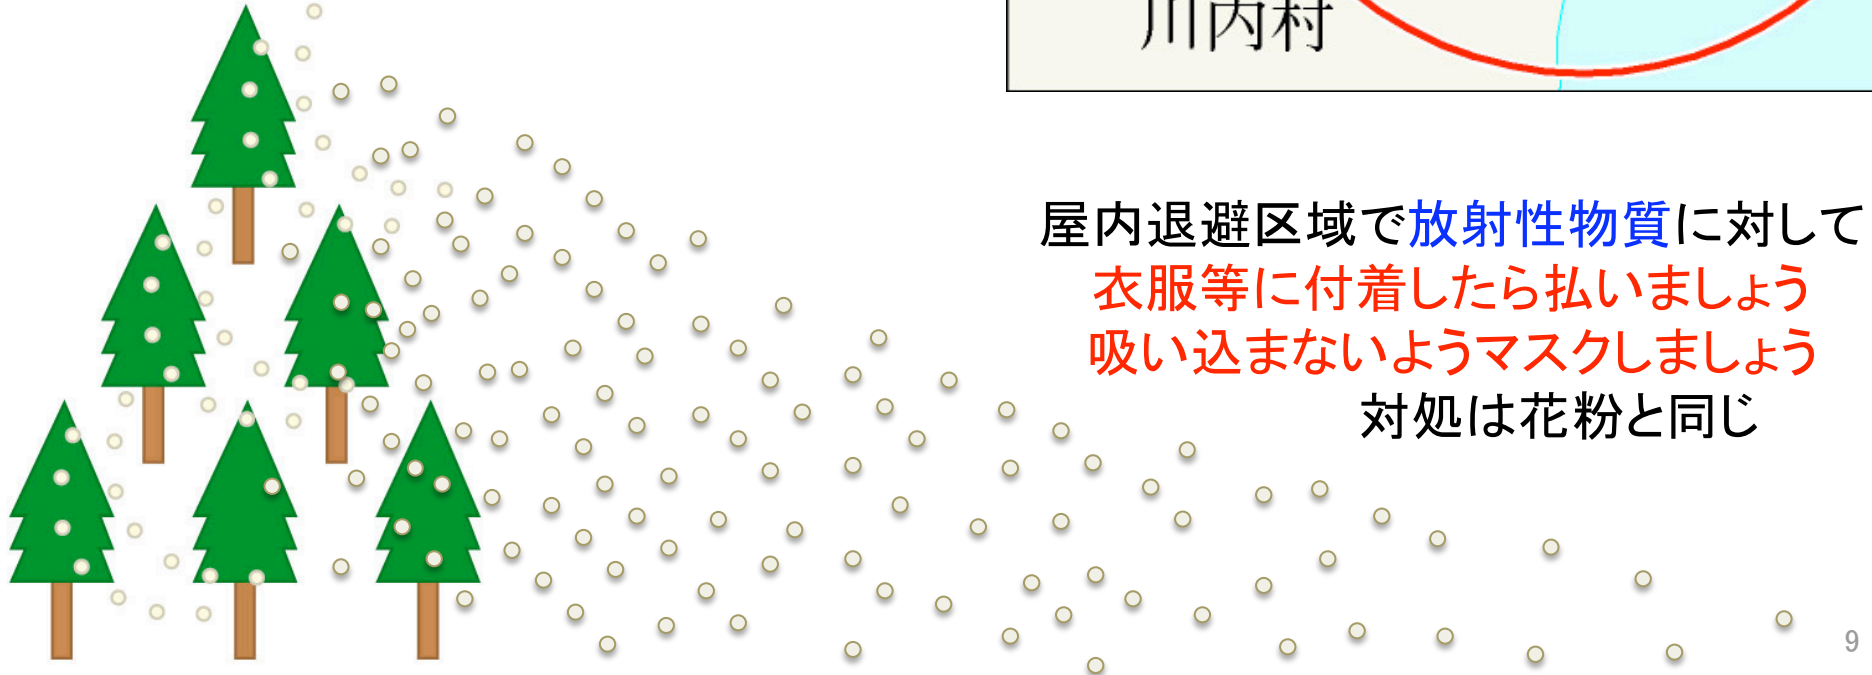 川内村
屋内退避区域で放射性物質に対して
衣服等に付着したら払いましょう
吸い込まないようマスクしましょう
対処は花粉と同じ
9